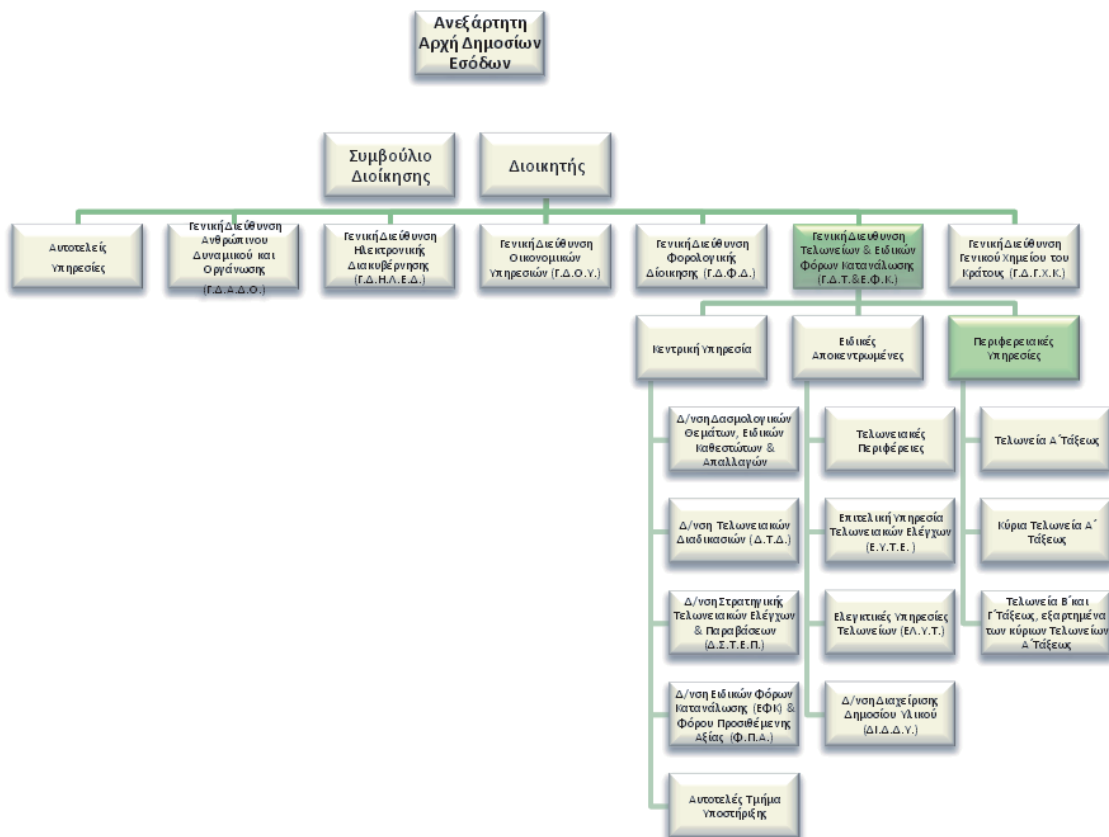 Ανεξάρτητη
Αρχή Δημοσίων
Εσόδων
Συμβούλιο
Διοίκησης
Διοικητής
Αυτοτελείς
Υπηρεσίες
Γενική Διεύθυνση
Ανθρώπινου
Δυναμικού και
Οργάνωσης
(Γ.Δ.Α.Δ.Ο.)
Γενική Διεύθυνση
Ηλεκτρονικής
Διακυβέρνησης
(Γ.Δ.Η.Λ.Ε.Δ.)
Γενική Διεύθυνση
Οικονομικών
Υπηρεσιών (Γ.Δ.Ο.Υ.)
Γενική Διεύθυνση
Φορολογικής
Δίοικησης (Γ.Δ.Φ.Δ.)
Γενική Διευθυνση
Τελωνείων & Ειδικών
Φόρων Κατανάλωσης
(Γ.Δ.Τ.&Ε.Φ.Κ.)
Γενική Διεύθυνση
Γενικού Χημείου του
Κράτους (Γ.Δ.Γ.Χ.Κ.)
Κεντρική Υπηρεσία
Ειδικές
Αποκεντρωμένες
Περιφερειακές
Υπηρεσίες
Δ/νση Δασμολογικών
Θεμάτων, Ειδικών
Καθεστώτων &
Απαλλαγών
Δ/νση Τελωνειακών
Διαδικασιών (Δ.Τ.Δ.)
Δ/νση Στρατηγικής
Τελωνειακών Ελέγχων
& Παραβάσεων
(Δ.Σ.Τ.Ε.Π.)
Δ/νση Ειδικών Φόρων
Κατανάλωσης (ΕΦΚ) &
Φόρου Προσιθέμενης
Αξίας (Φ.Π.Α.)
Αυτοτελές Τμήμα
Υποστήριξης
Τελωνειακές
Περιφέρειες
Επιτελική Υπηρεσία
Τελωνειακών Ελέγχων
(Ε.Υ.Τ.Ε.)
Ελεγκτικές Υπηρεσίες
Τελωνείων (ΕΛ.Υ.Τ.)
Δ/νση Διαχείρισης
Δημοσίου Υλικού
(ΔΙ.Δ.Δ.Υ.)
Τελωνεία Α΄Τάξεως
Κύρια Τελωνεία Α΄
Τάξεως
Τελωνεία Β΄ και
Γ΄Τάξεως, εξαρτημένα
των κύριων Τελωνείων
Α΄Τάξεως